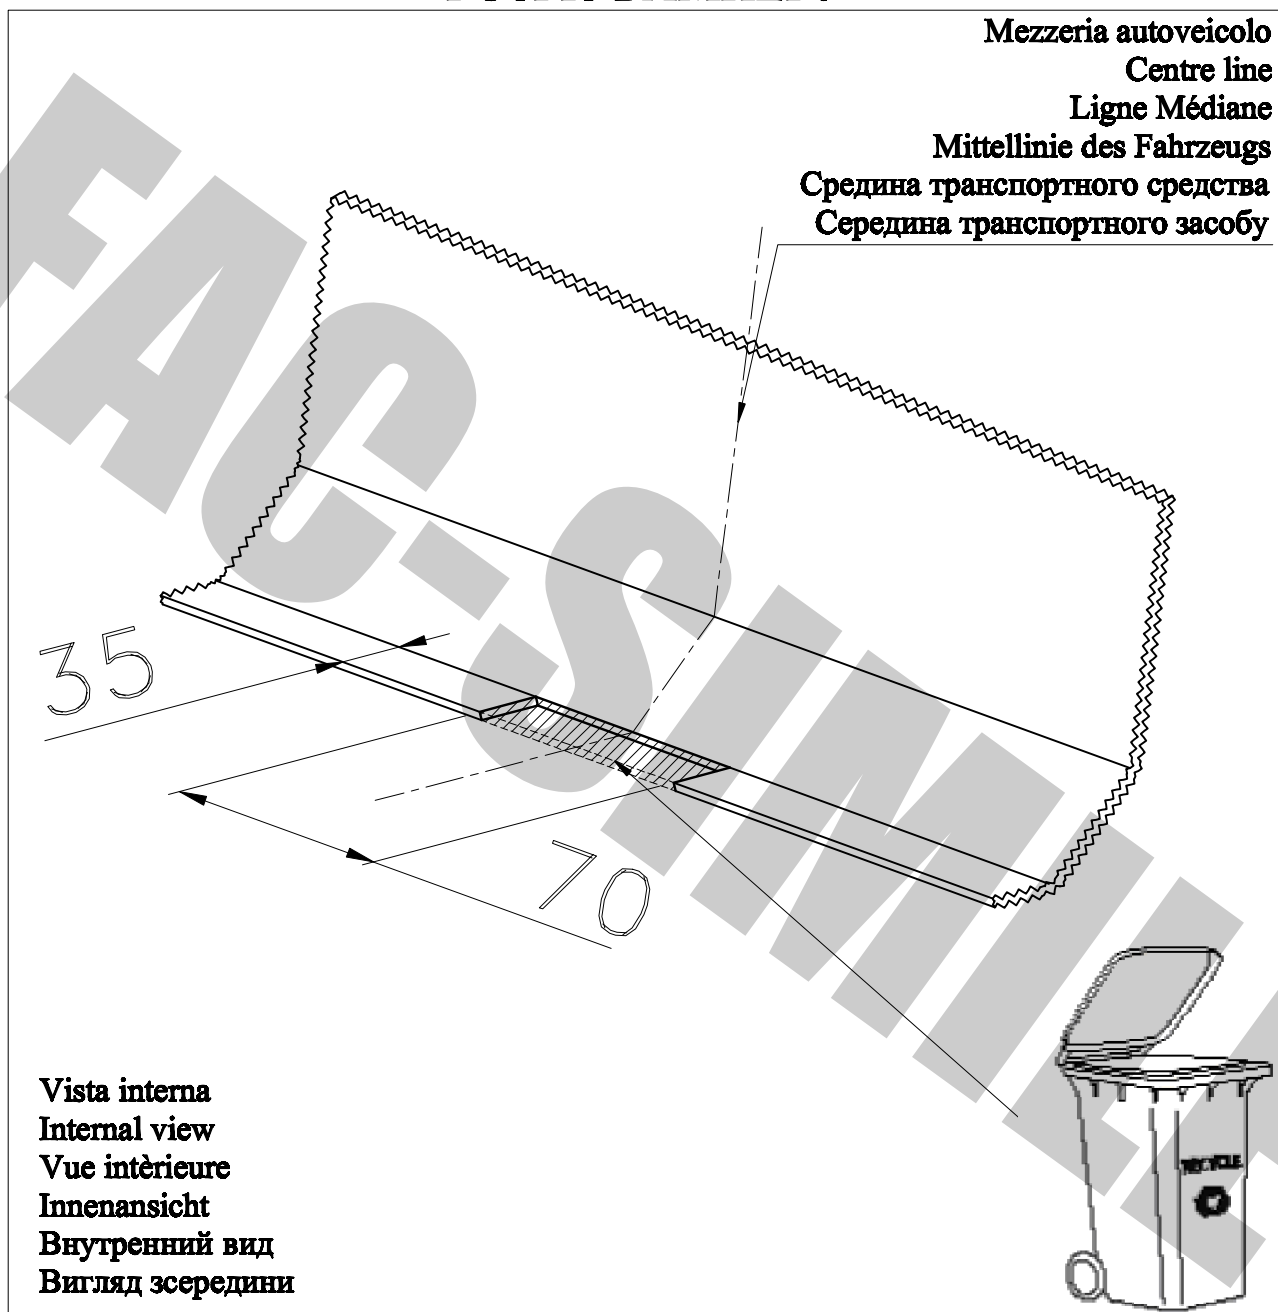 Mezzeria autoveicolo
Centre line
Ligne Médiane
Mittellinie des Fahrzeugs
Средина транспортного средства
Середина транспортного засобу
35
70
FAC-SIMILE
Vista interna
Internal view
Vue intèrieure
Innenansicht
Внутренний вид
Вигляд зсередини
RECYCLE